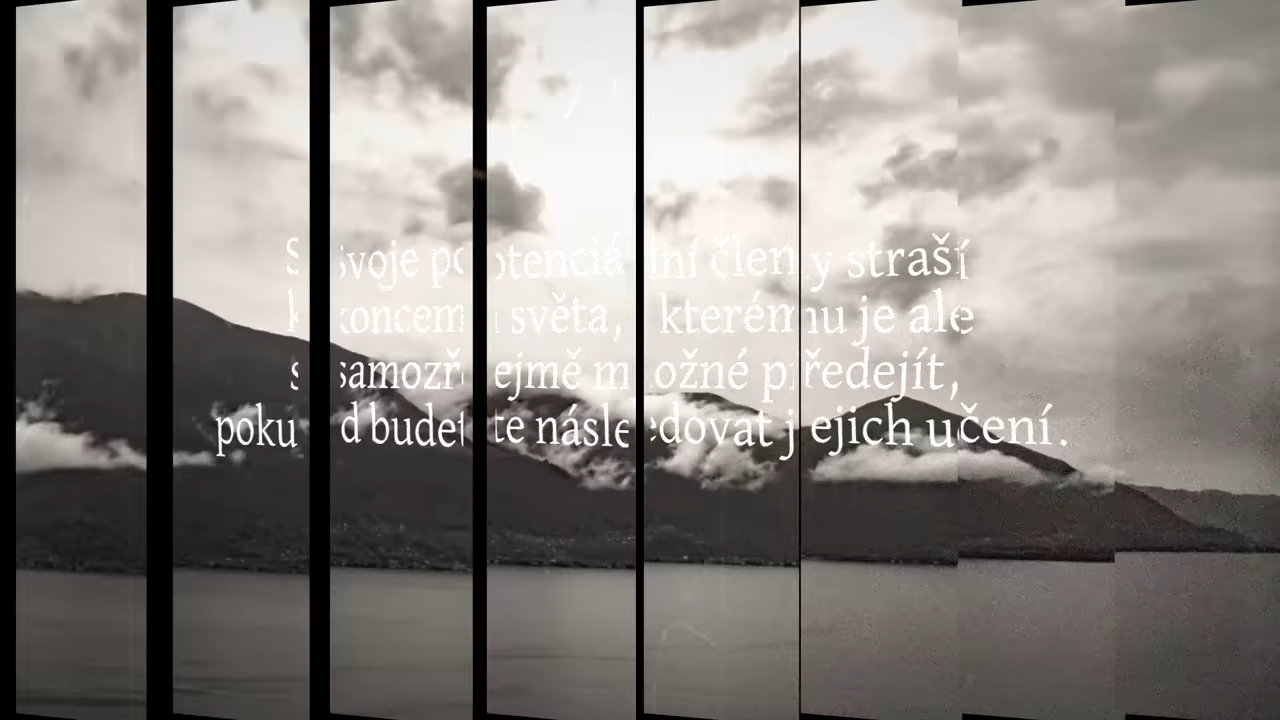 Svoje potenciální členy straší
koncem světa, kterému je ale
samozřejmě možné předejít,
pokud budete následovat jejich učení.